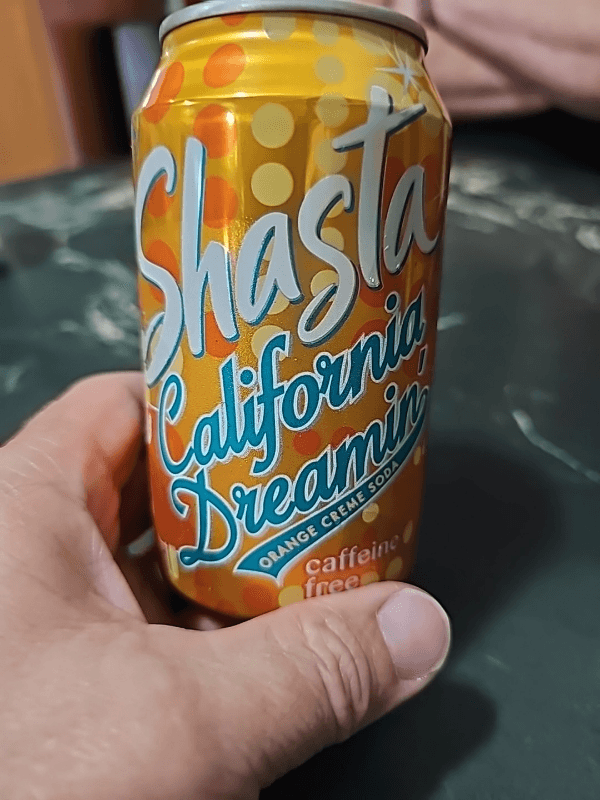 Shasta
California
Dreamin'
ORANGE CREME SODA
caffeine
free